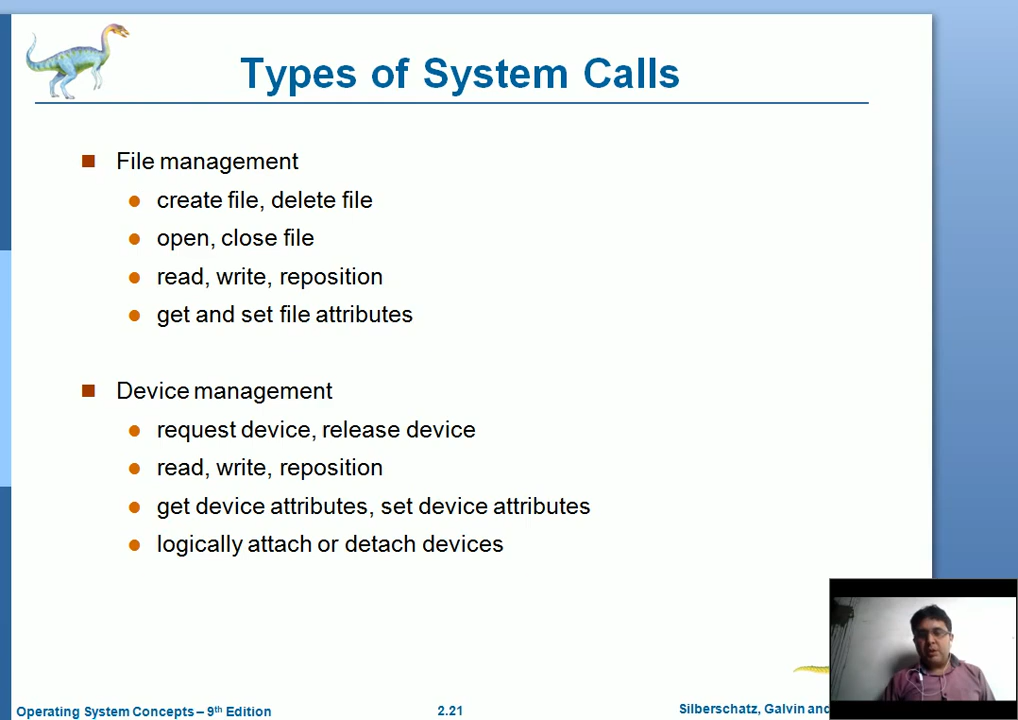 Types of System Calls
File management
create file, delete file
open, close file
read, write, reposition
get and set file attributes
Device management
request device, release device
read, write, reposition
get device attributes, set device attributes
logically attach or detach devices
Operating System Concepts – 9th Edition
2.21
Silberschatz, Galvin and